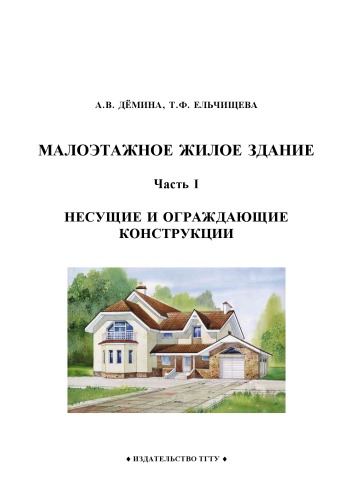 А.В. ДЁМИНА, Т.Ф. ЕЛЬЧИЩЕВА
МАЛОЭТАЖНОЕ ЖИЛОЕ ЗДАНИЕ
Часть I
НЕСУЩИЕ И ОГРАЖДАЮЩИЕ
КОНСТРУКЦИИ
♦ ИЗДАТЕЛЬСТВО ТГТУ ♦